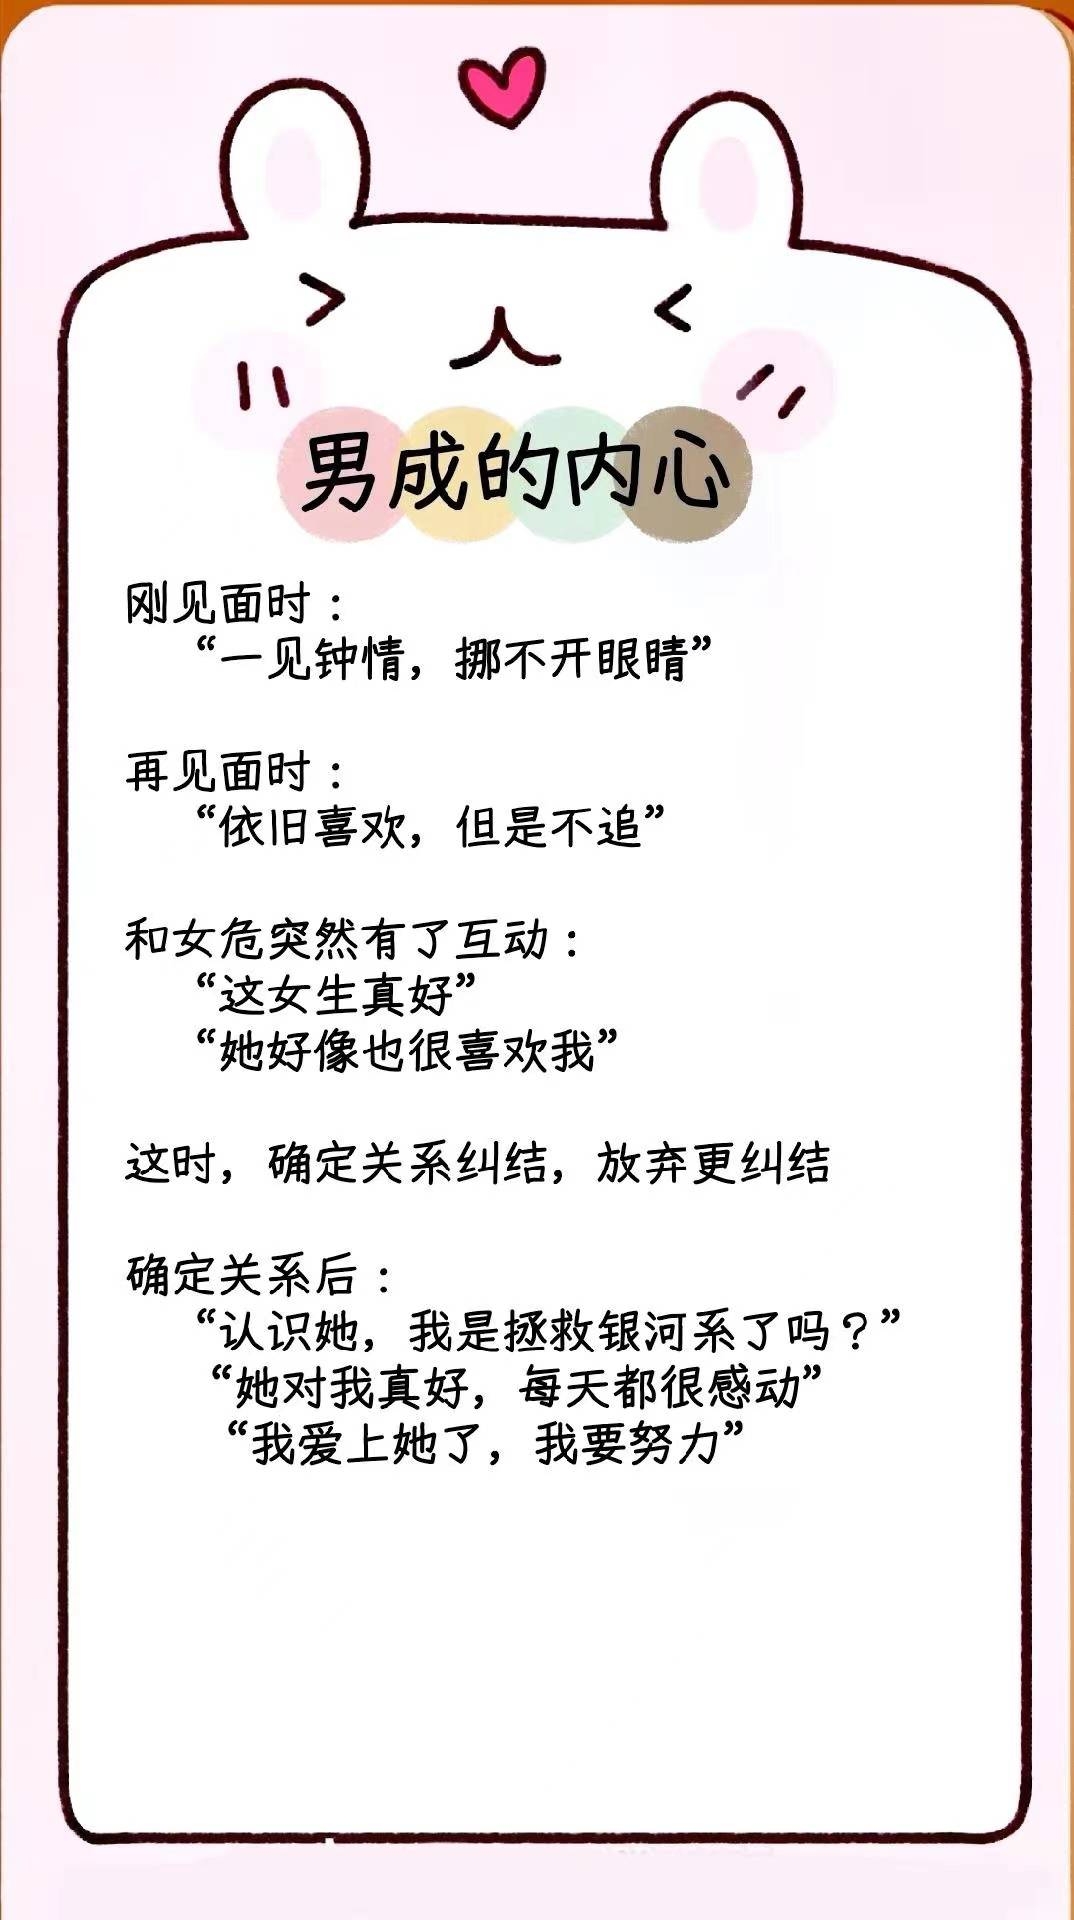 男成的内心
刚见面时：
“一见钟情，挪不开眼睛”
再见面时：
“依旧喜欢，但是不追”
和女危突然有了互动：
“这女生真好”
“她好像也很喜欢我”
这时，确定关系纠结，放弃更纠结
确定关系后：
“认识她，我是拯救银河系了吗？”
“她对我真好，每天都很感动”
“我爱上她了，我要努力”